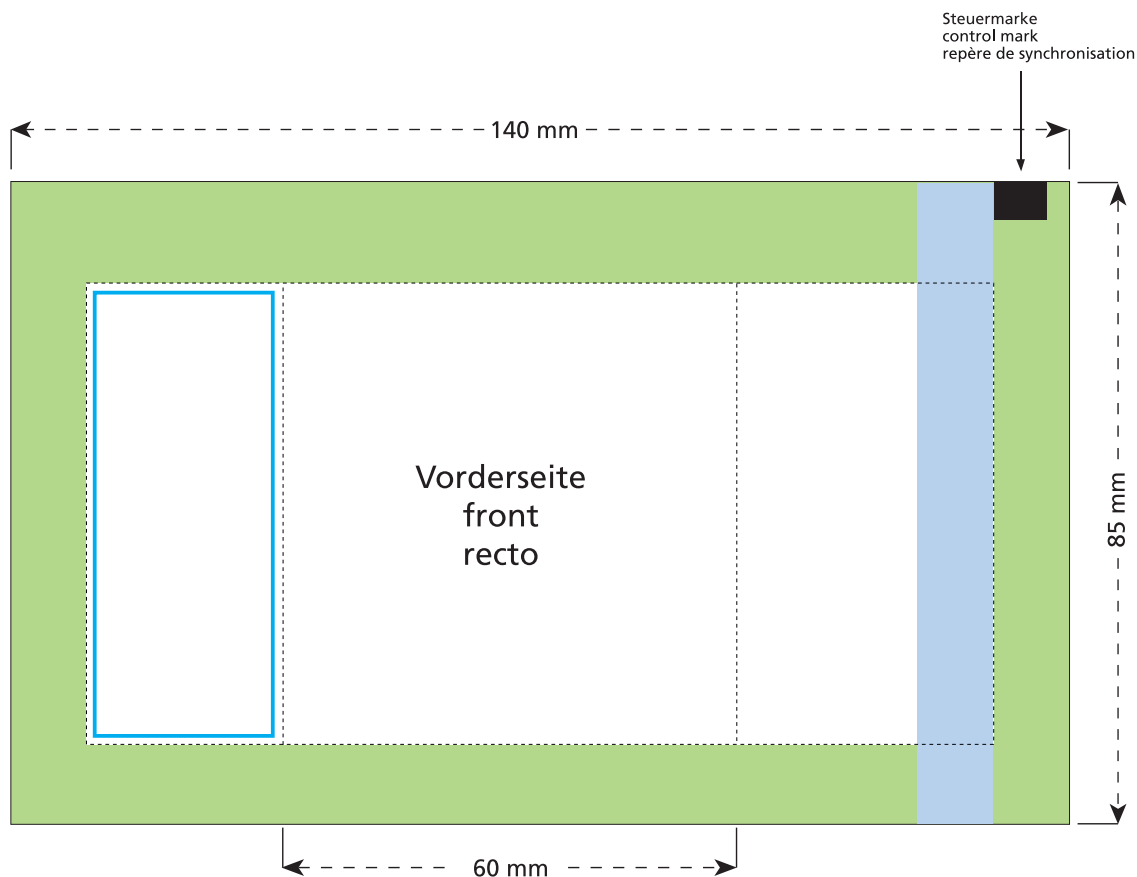 Steuermarke
control mark
repère de synchronisation
140 mm
Vorderseite
front
recto
85 mm
60 mm